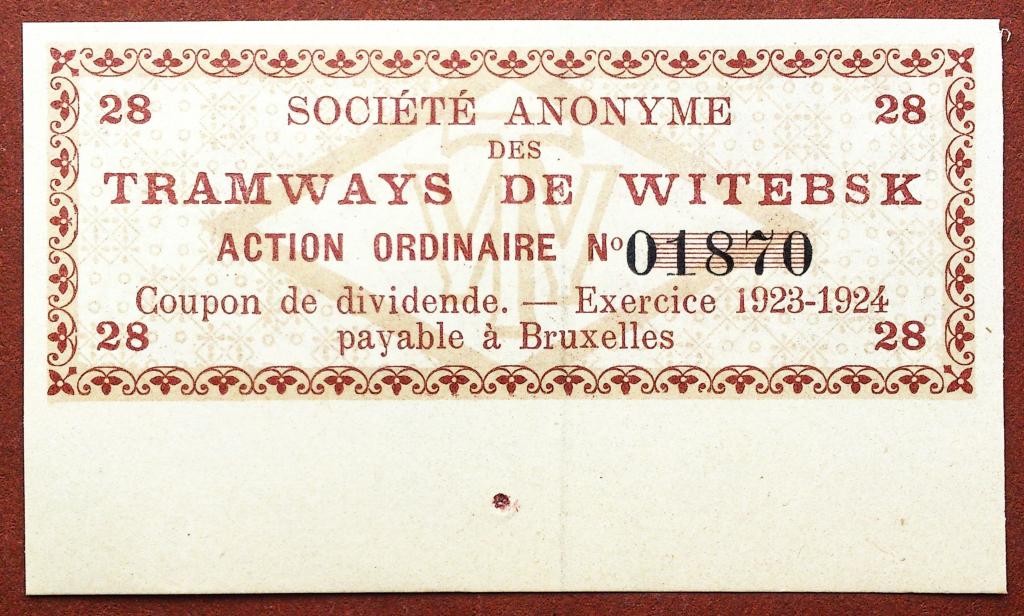 28 SOCIÉTÉ ANONYME 28
DES
TRAMWAYS DE WITEBSK
ACTION ORDINAIRE Nº 01870
Coupon de dividende. — Exercice 1923-1924
28 payable à Bruxelles 28